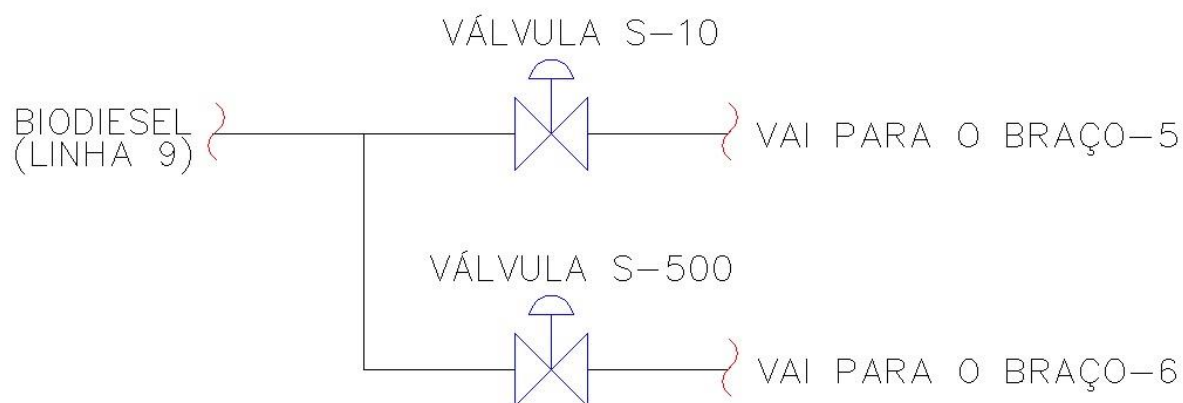 VÁLVULA S-10
BIODIESEL
(LINHA 9)
VAI PARA O BRAÇO-5
VÁLVULA S-500
VAI PARA O BRAÇO-6